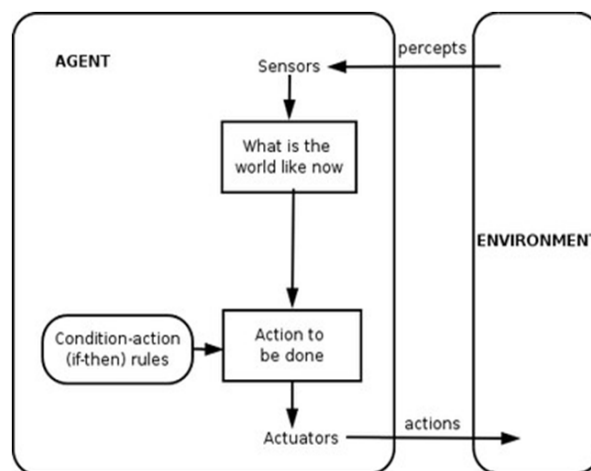 percepts
AGENT
Sensors
What is the
world like now
ENVIRONMENT
Condition-action
(if-then) rules
Action to
be done
actions
Actuators